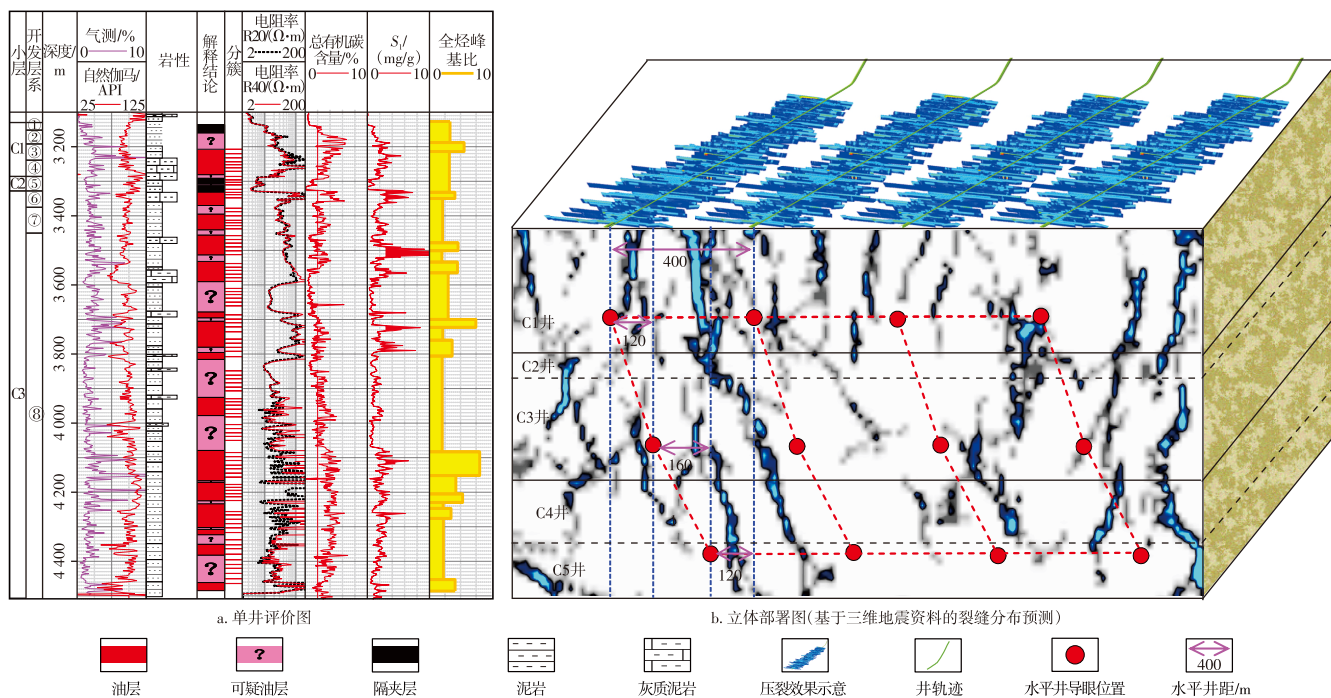 小层
开发层系
深度/
m
气测/%
0 10
自然伽马/
API
25 125
岩性
解释结论
分簇
电阻率
R20/(Ω·m)
2 200
电阻率
R40/(Ω·m)
2 200
总有机碳
含量/%
0 10
S₁/
(mg/g)
0 10
全烃峰
基比
0 10
C1
C2
C3
①
②
③
④
⑤
⑥
⑦
⑧
3 200
3 400
3 600
3 800
4 000
4 200
4 400
?
?
?
?
?
?
a. 单井评价图
400
C1井
120
C2井
C3井
160
C4井
C5井
120
b. 立体部署图(基于三维地震资料的裂缝分布预测)
?
400
油层
可疑油层
隔夹层
泥岩
灰质泥岩
压裂效果示意
井轨迹
水平井导眼位置
水平井距/m